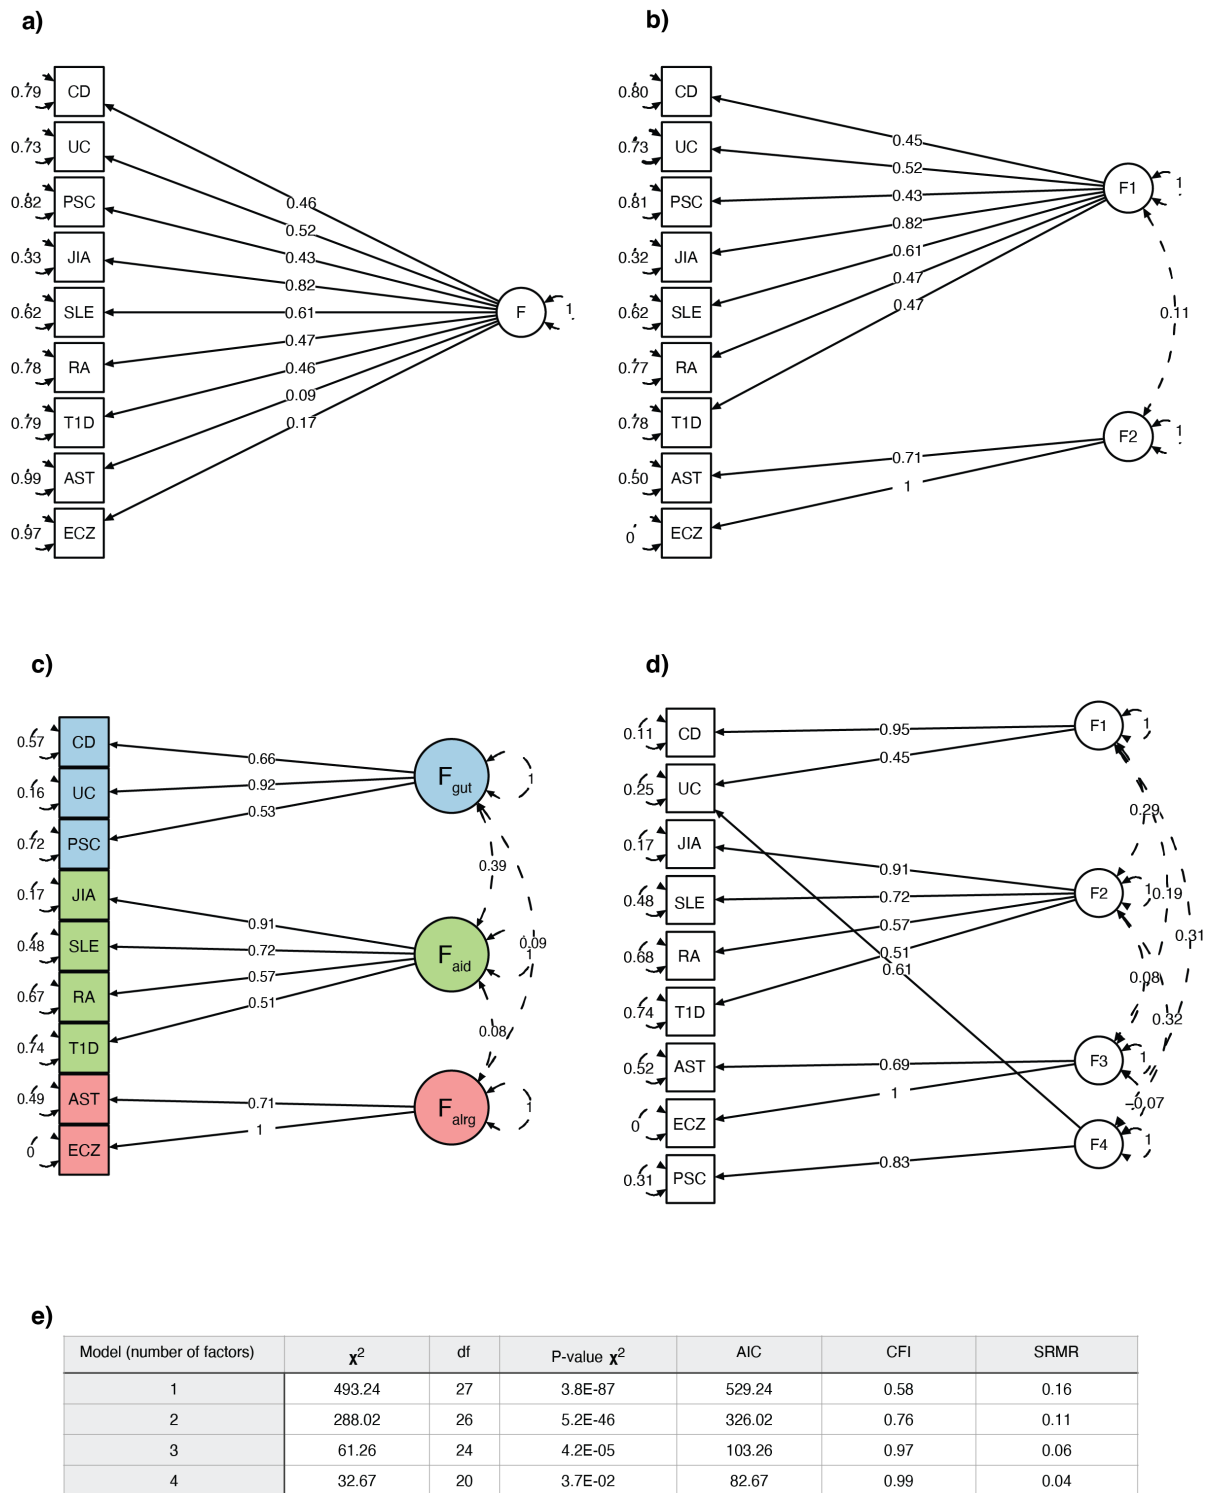 a)
0.79 CD
0.73 UC
0.82 PSC
0.33 JIA
0.62 SLE
0.78 RA
0.79 T1D
0.99 AST
0.97 ECZ
0.46
0.52
0.43
0.82
0.61
0.47
0.46
0.09
0.17
F 1
b)
0.80 CD
0.73 UC
0.81 PSC
0.32 JIA
0.62 SLE
0.77 RA
0.78 T1D
0.50 AST
0 ECZ
0.45
0.52
0.43
0.82
0.61
0.47
0.47
0.71
1
F1 1
0.11
F2 1
c)
0.57 CD
0.16 UC
0.72 PSC
0.17 JIA
0.48 SLE
0.67 RA
0.74 T1D
0.49 AST
0 ECZ
0.66
0.92
0.53
0.91
0.72
0.57
0.51
0.71
1
Fgut 1
0.39
0.09
Faid 1
0.08
Falrg 1
d)
0.11 CD
0.25 UC
0.17 JIA
0.48 SLE
0.68 RA
0.74 T1D
0.52 AST
0 ECZ
0.31 PSC
0.95
0.45
0.91
0.72
0.57
0.51
0.61
0.69
1
0.83
F1 1
0.29
F2 1
0.19
0.31
0.08
0.32
F3 1
−0.07
F4 1
e)
Model (number of factors) χ2 df P-value χ2 AIC CFI SRMR
1 493.24 27 3.8E-87 529.24 0.58 0.16
2 288.02 26 5.2E-46 326.02 0.76 0.11
3 61.26 24 4.2E-05 103.26 0.97 0.06
4 32.67 20 3.7E-02 82.67 0.99 0.04